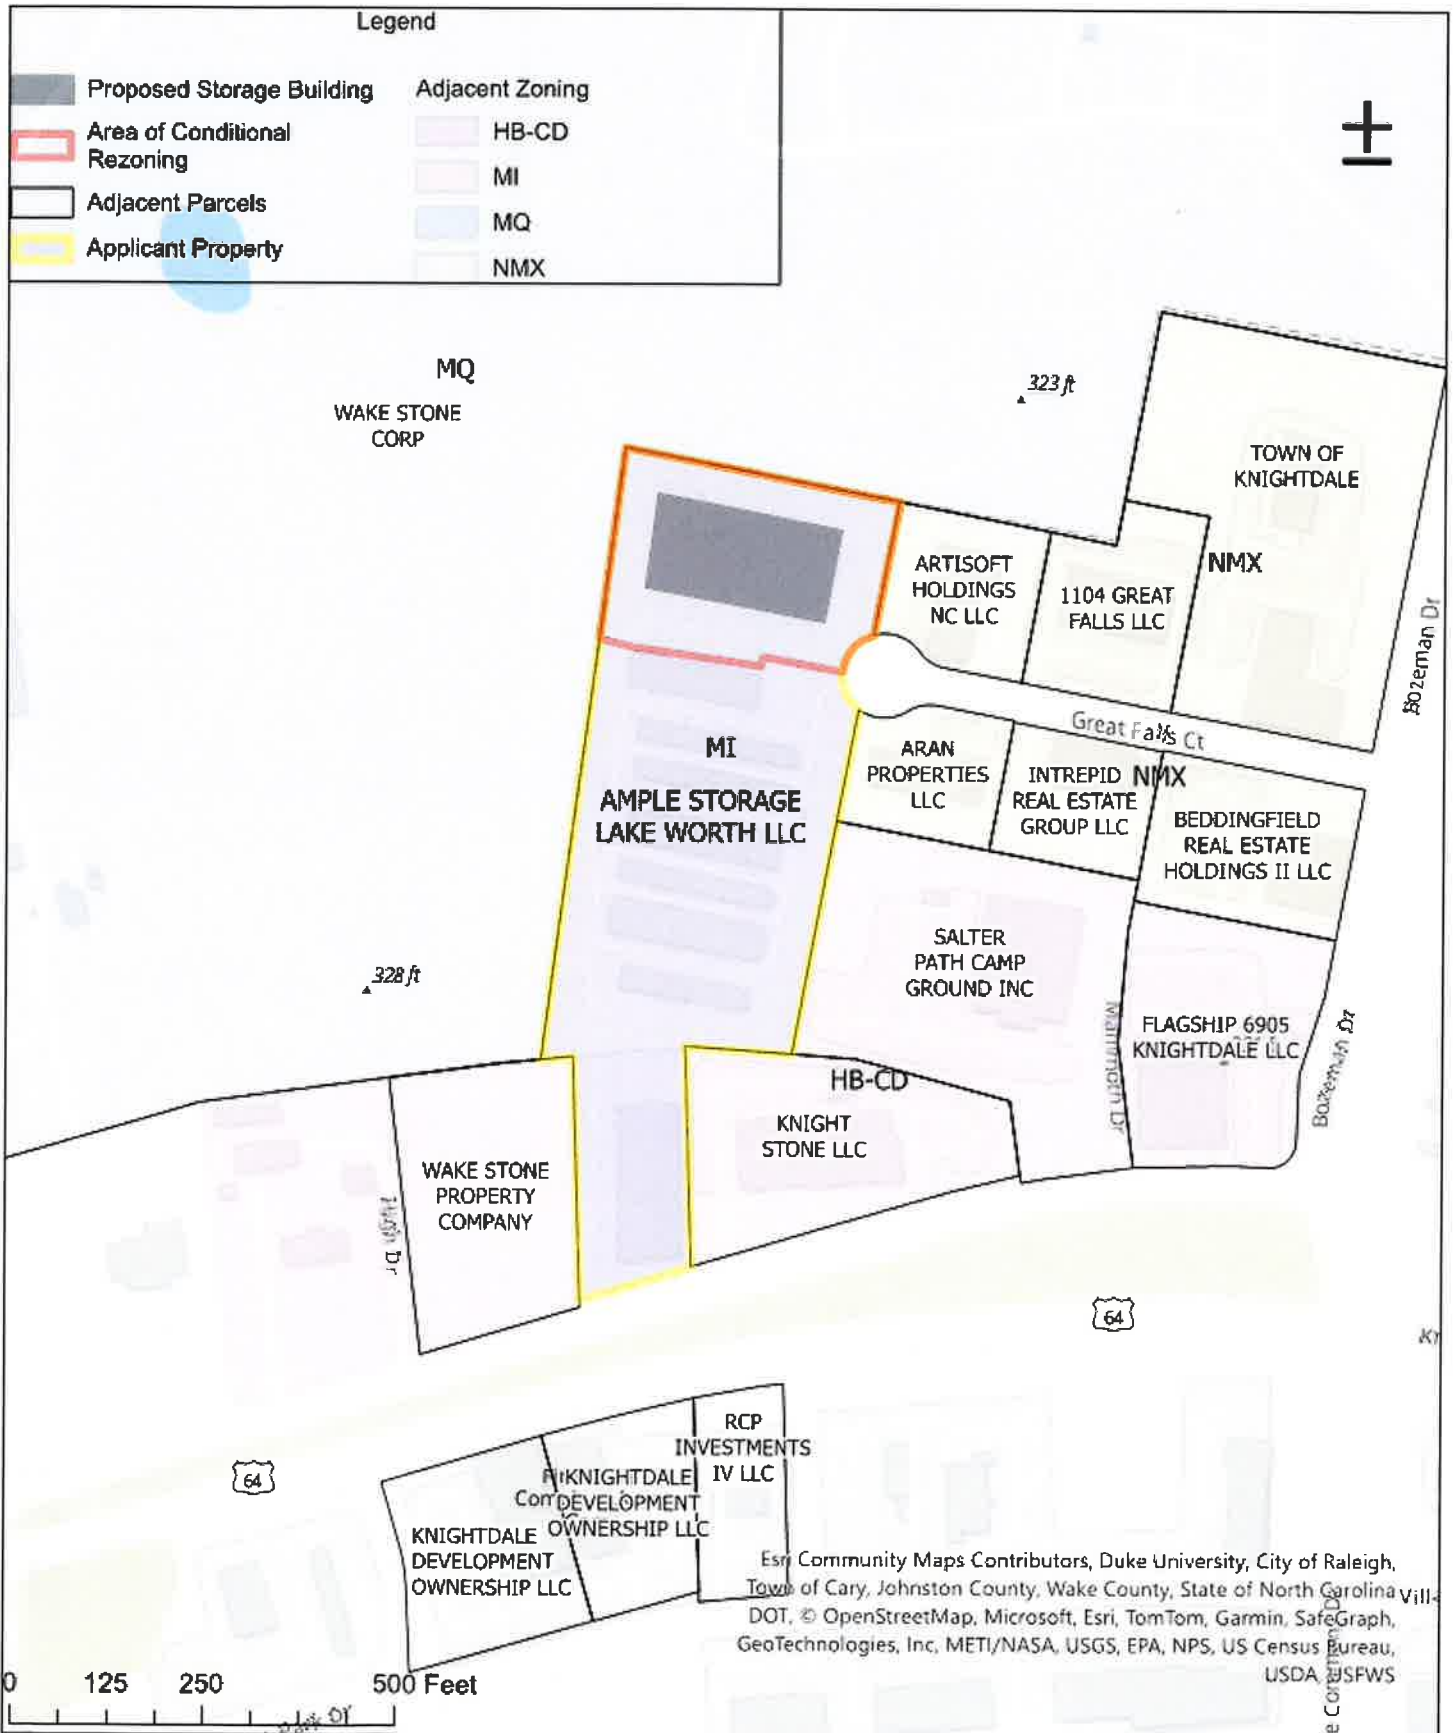 Legend
Proposed Storage Building
Area of Conditional
Rezoning
Adjacent Parcels
Applicant Property
Adjacent Zoning
HB-CD
MI
MQ
NMX
MQ
WAKE STONE
CORP
323 ft
TOWN OF
KNIGHTDALE
NMX
ARTISOFT
HOLDINGS
NC LLC
1104 GREAT
FALLS LLC
Bozeman Dr
Great Falls Ct
MI
AMPLE STORAGE
LAKE WORTH LLC
ARAN
PROPERTIES
LLC
INTREPID
REAL ESTATE
GROUP LLC
NMX
BEDDINGFIELD
REAL ESTATE
HOLDINGS II LLC
SALTER
PATH CAMP
GROUND INC
328 ft
Mammoth Dr
FLAGSHIP 6905
KNIGHTDALE LLC
Bozeman Dr
HB-CD
KNIGHT
STONE LLC
WAKE STONE
PROPERTY
COMPANY
Hugh Dr
64
64
RCP
INVESTMENTS
IV LLC
KNIGHTDALE
DEVELOPMENT
OWNERSHIP LLC
KNIGHTDALE
DEVELOPMENT
OWNERSHIP LLC
Esri Community Maps Contributors, Duke University, City of Raleigh,
Town of Cary, Johnston County, Wake County, State of North Carolina
DOT, © OpenStreetMap, Microsoft, Esri, TomTom, Garmin, SafeGraph,
GeoTechnologies, Inc, METI/NASA, USGS, EPA, NPS, US Census Bureau,
USDA, USFWS
0 125 250 500 Feet